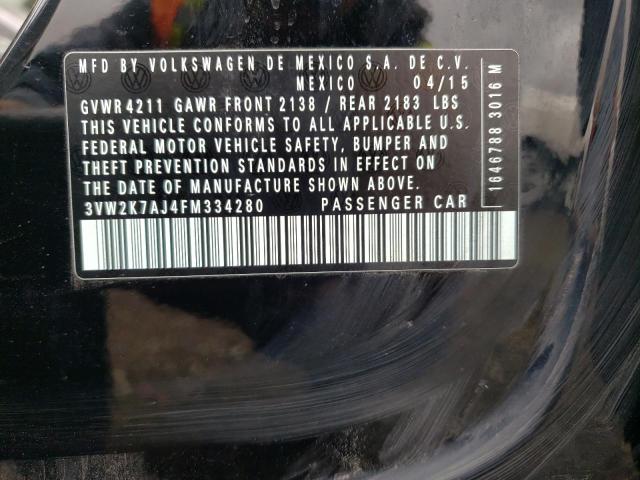 MFD BY VOLKSWAGEN DE MEXICO S.A. DE C.V.
MEXICO 04/15
GVWR 4211 GAWR FRONT 2138 / REAR 2183 LBS
THIS VEHICLE CONFORMS TO ALL APPLICABLE U.S.
FEDERAL MOTOR VEHICLE SAFETY, BUMPER AND
THEFT PREVENTION STANDARDS IN EFFECT ON
THE DATE OF MANUFACTURE SHOWN ABOVE.
3VW2K7AJ4FM334280 PASSENGER CAR
1646788 3016 M